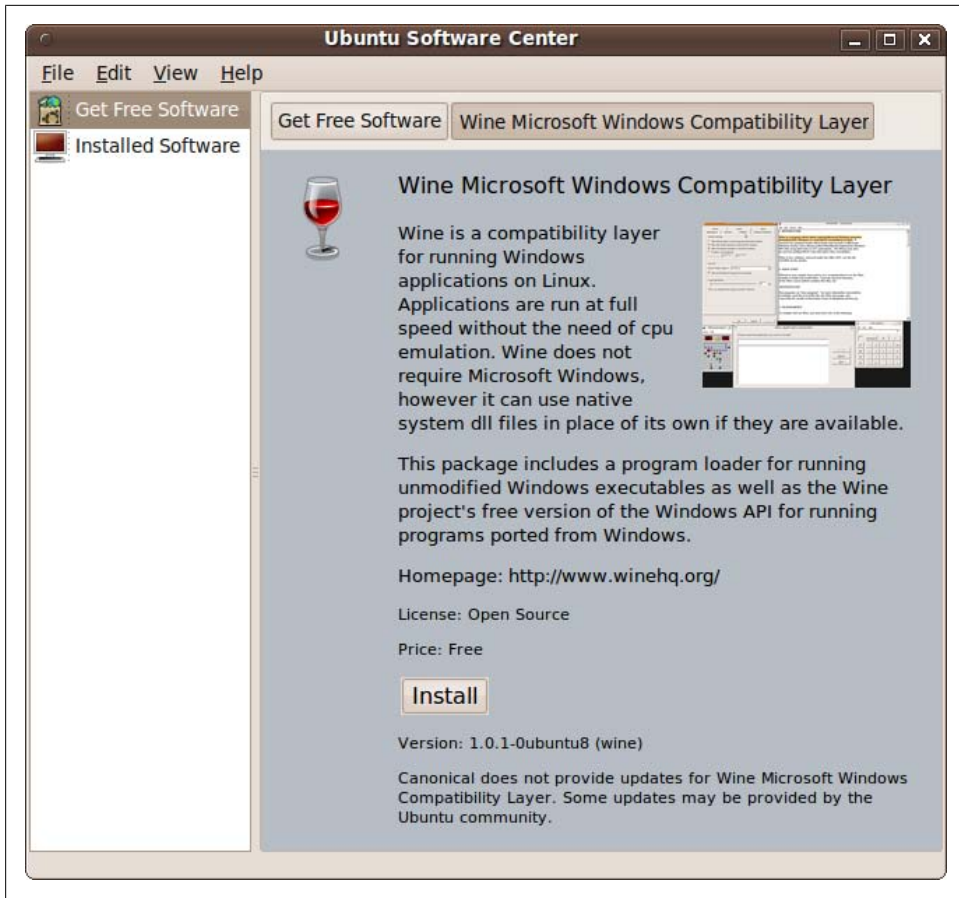 Ubuntu Software Center
File Edit View Help
Get Free Software
Installed Software
Get Free Software Wine Microsoft Windows Compatibility Layer
Wine Microsoft Windows Compatibility Layer
Wine is a compatibility layer
for running Windows
applications on Linux.
Applications are run at full
speed without the need of cpu
emulation. Wine does not
require Microsoft Windows,
however it can use native
system dll files in place of its own if they are available.
This package includes a program loader for running
unmodified Windows executables as well as the Wine
project's free version of the Windows API for running
programs ported from Windows.
Homepage: http://www.winehq.org/
License: Open Source
Price: Free
Install
Version: 1.0.1-0ubuntu8 (wine)
Canonical does not provide updates for Wine Microsoft Windows
Compatibility Layer. Some updates may be provided by the
Ubuntu community.